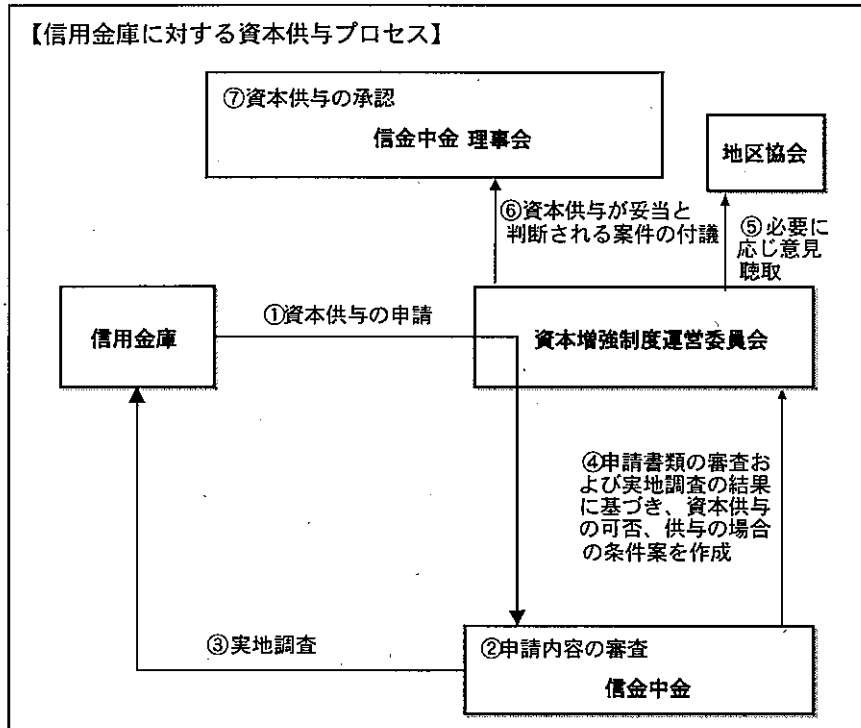 【信用金庫に対する資本供与プロセス】
⑦資本供与の承認
信金中金 理事会
地区協会
⑥資本供与が妥当と
判断される案件の付議
⑤必要に
応じ意見
聴取
信用金庫
①資本供与の申請
資本増強制度運営委員会
④申請書類の審査お
よび実地調査の結果
に基づき、資本供与
の可否、供与の場合
の条件案を作成
③実地調査
②申請内容の審査
信金中金